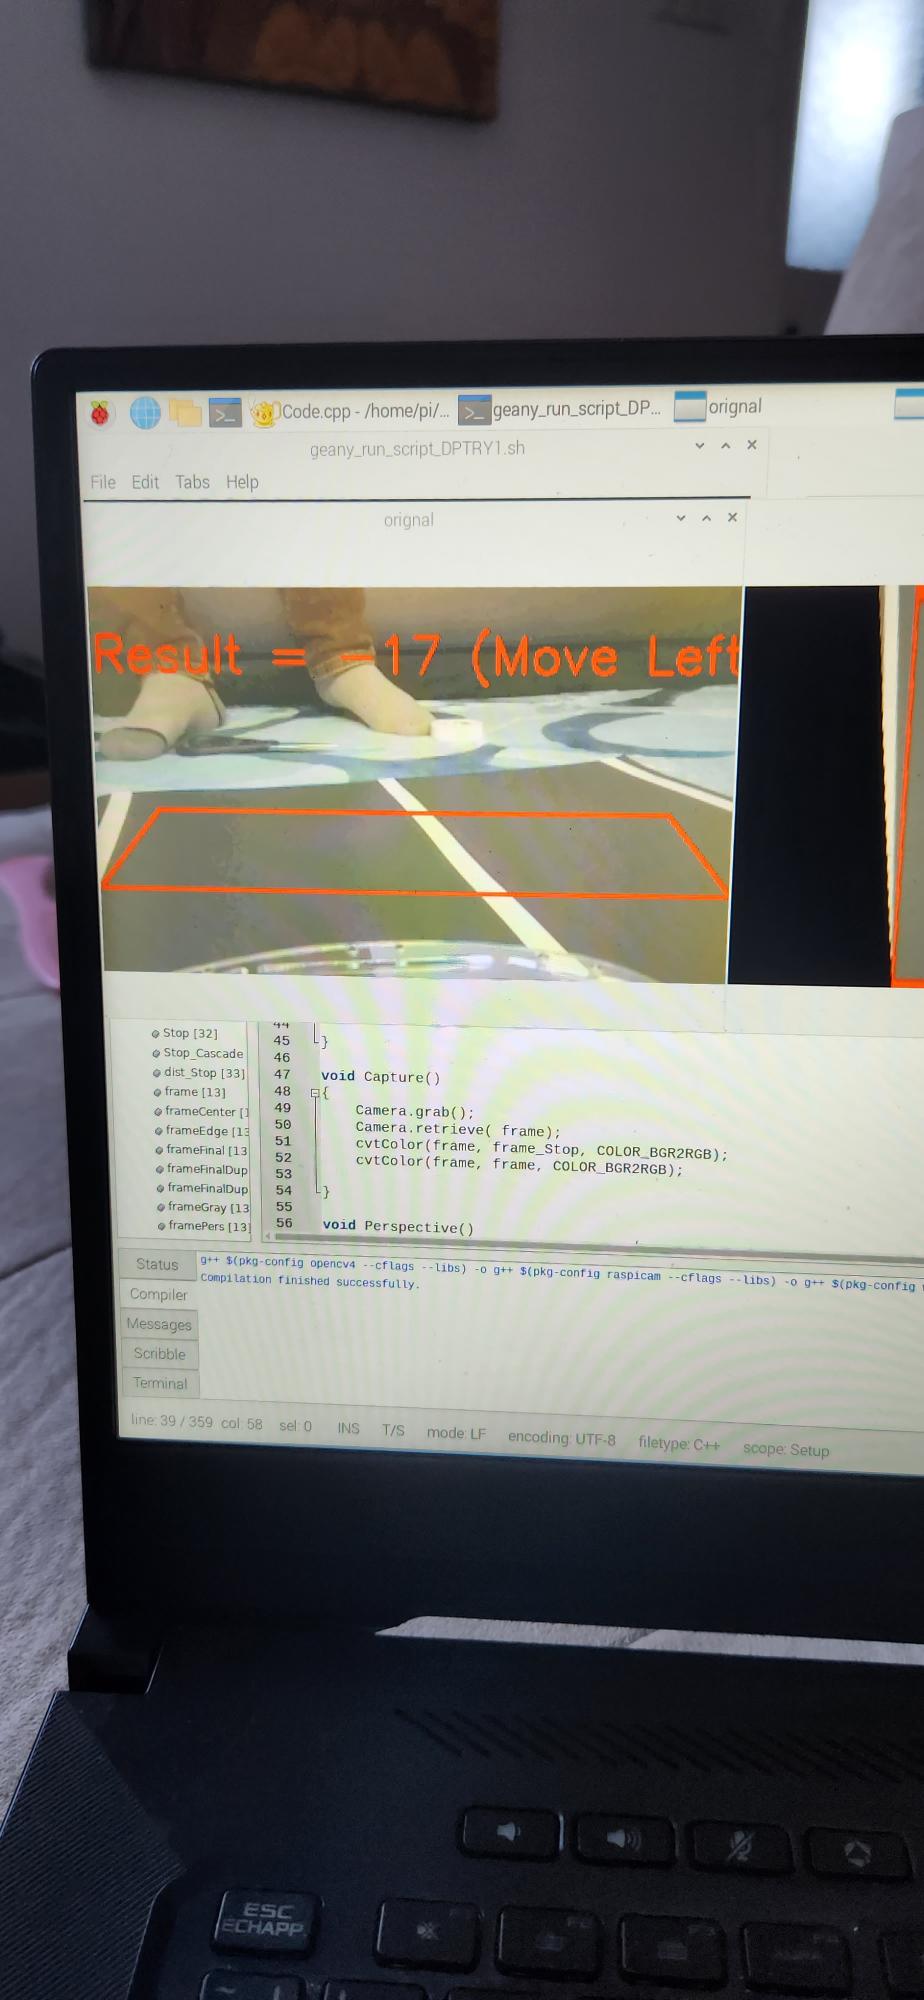 Code.cpp - /home/pi/... geany_run_script_DP... orignal
geany_run_script_DPTRY1.sh
File Edit Tabs Help
orignal
Result = -17 (Move Left
Stop [32]
Stop_Cascade
dist_Stop [33]
frame [13]
frameCenter [1
frameEdge [13
frameFinal [13
frameFinalDup
frameFinalDup
frameGray [13
framePers [13]
44
45 }
46
47 void Capture()
48 {
49 Camera.grab();
50 Camera.retrieve( frame);
51 cvtColor(frame, frame_Stop, COLOR_BGR2RGB);
52 cvtColor(frame, frame, COLOR_BGR2RGB);
53
54 }
55
56 void Perspective()
Status
Compiler
Messages
Scribble
Terminal
g++ $(pkg-config opencv4 --cflags --libs) -o g++ $(pkg-config raspicam --cflags --libs) -o g++ $(pkg-config
Compilation finished successfully.
line: 39 / 359 col: 58 sel: 0 INS T/S mode: LF encoding: UTF-8 filetype: C++ scope: Setup
ESC
ECHAPP